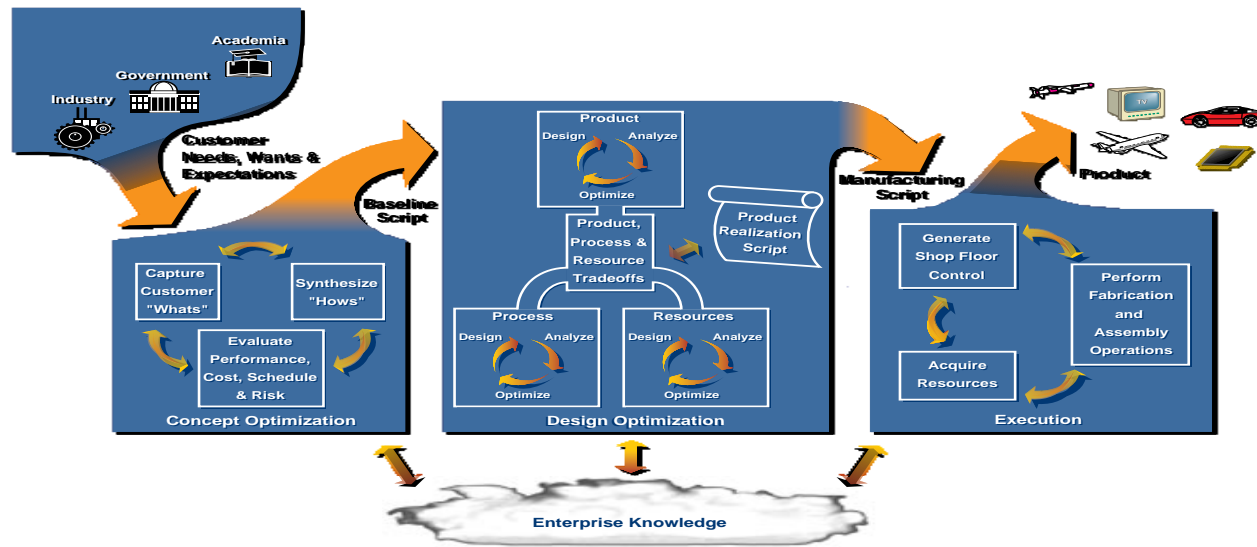 Academia
Government
Industry
Customer
Needs, Wants &
Expectations
Baseline
Script
Capture
Customer
"Whats"
Synthesize
"Hows"
Evaluate
Performance,
Cost, Schedule
& Risk
Concept Optimization
Product
Design
Analyze
Optimize
Product,
Process &
Resource
Tradeoffs
Product
Realization
Script
Process
Design
Analyze
Optimize
Resources
Design
Analyze
Optimize
Design Optimization
Manufacturing
Script
TV
Product
Generate
Shop Floor
Control
Perform
Fabrication
and
Assembly
Operations
Acquire
Resources
Execution
Enterprise Knowledge